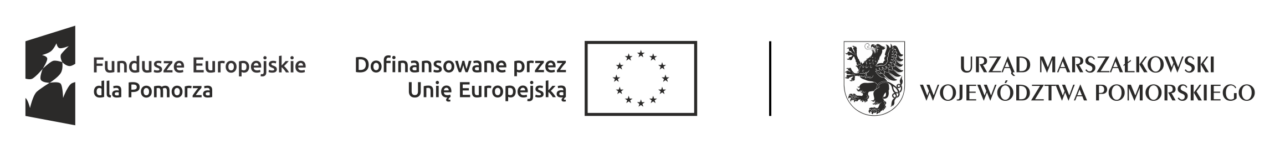 Fundusze Europejskie
dla Pomorza
Dofinansowane przez
Unię Europejską
URZĄD MARSZAŁKOWSKI
WOJEWÓDZTWA POMORSKIEGO